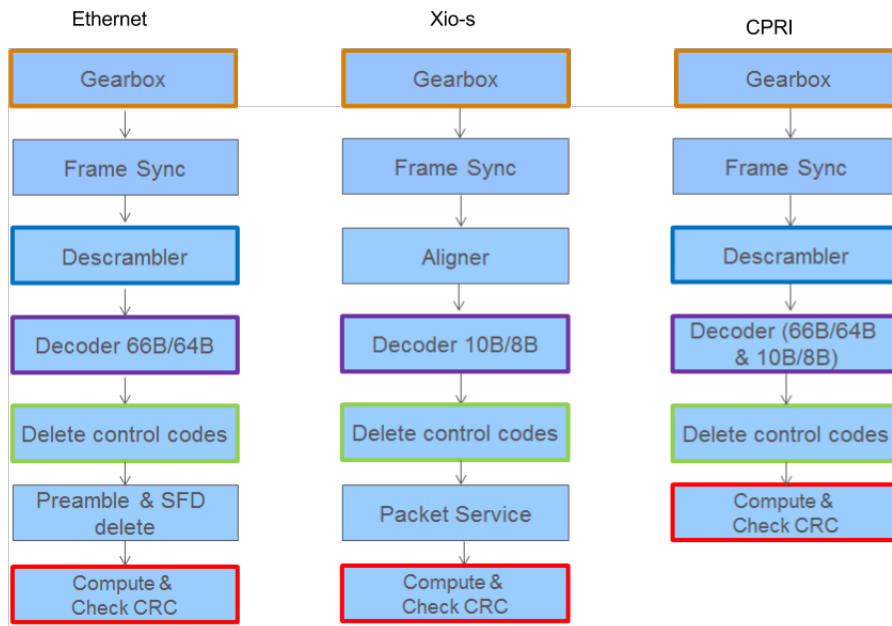 Ethernet
Xio-s
CPRI
Gearbox
Gearbox
Gearbox
Frame Sync
Frame Sync
Frame Sync
Descrambler
Aligner
Descrambler
Decoder 66B/64B
Decoder 10B/8B
Decoder (66B/64B
& 10B/8B)
Delete control codes
Delete control codes
Delete control codes
Preamble & SFD
delete
Packet Service
Compute &
Check CRC
Compute &
Check CRC
Compute &
Check CRC